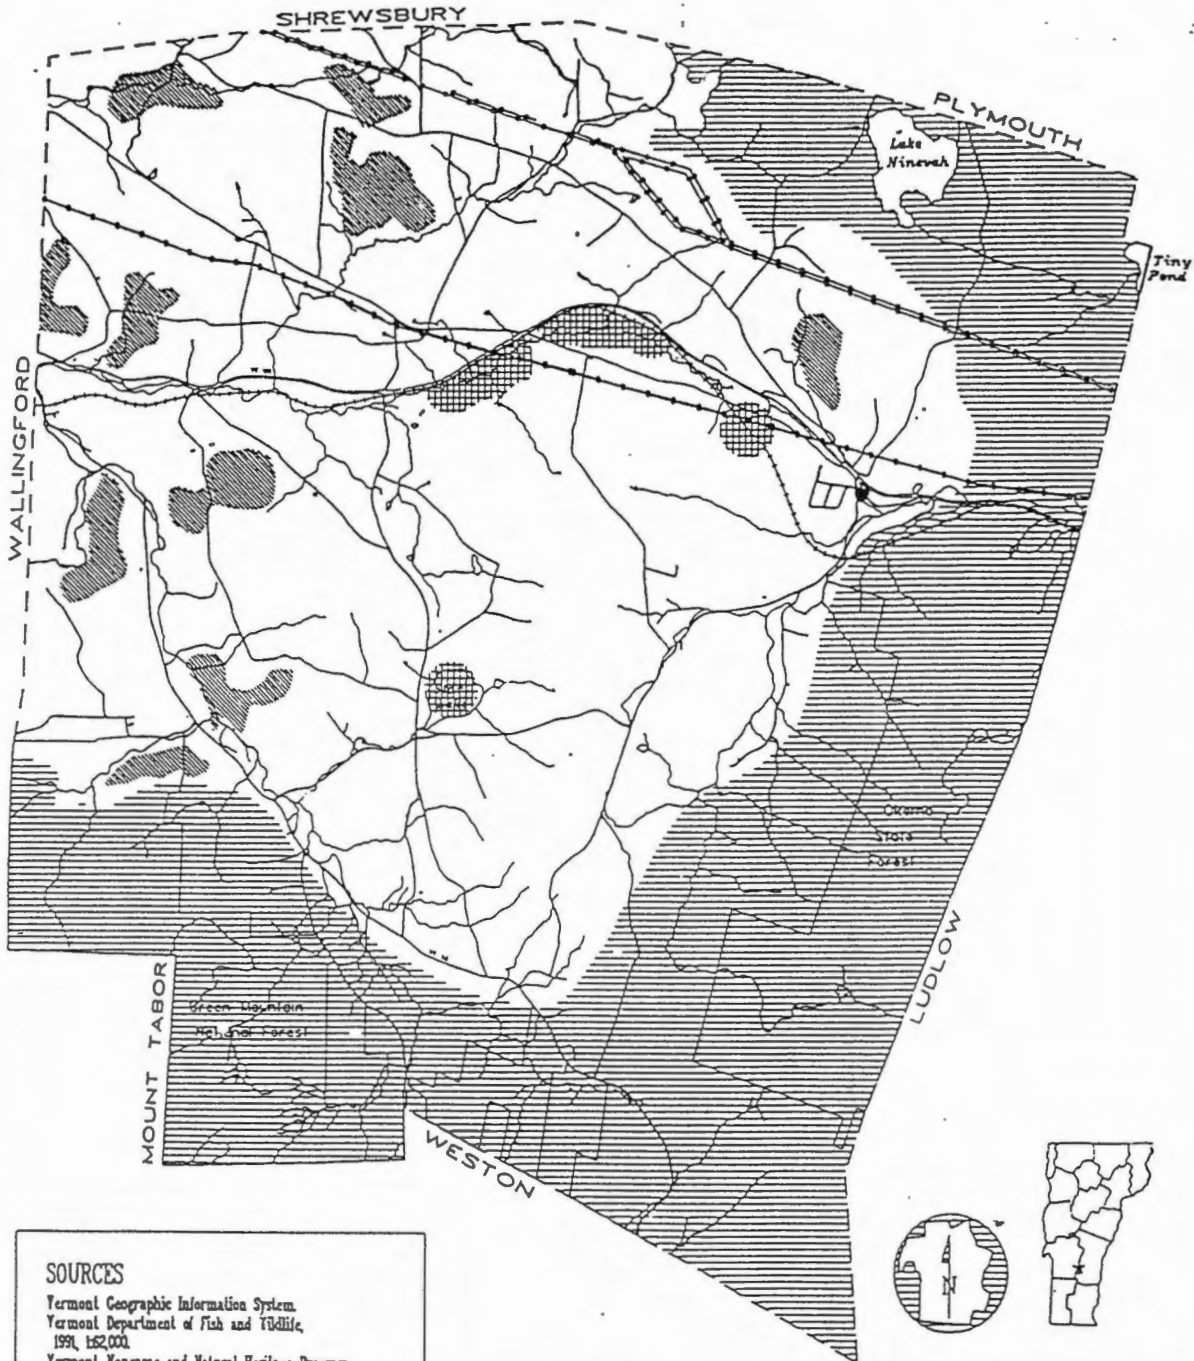 SHREWSBURY
PLYMOUTH
Lake
Ninevah
Tiny
Pond
WALLINGFORD
Okemo
State
Forest
LUDLOW
Green Mountain
National Forest
MOUNT TABOR
WESTON
N
SOURCES
Vermont Geographic Information System
Vermont Department of Fish and Wildlife,
1991, 1:62,000.